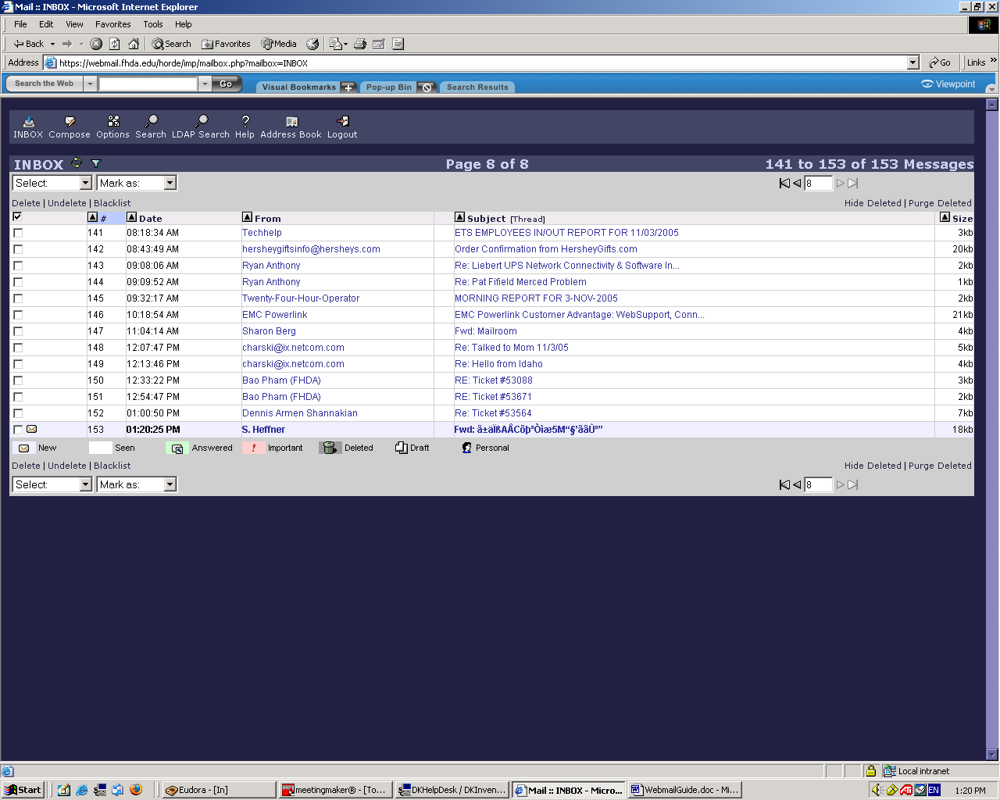 Mail :: INBOX - Microsoft Internet Explorer
File Edit View Favorites Tools Help
Back Search Favorites Media
Address https://webmail.fhda.edu/horde/imp/mailbox.php?mailbox=INBOX Go Links »
Search the Web Go Visual Bookmarks Pop-up Bin Search Results Viewpoint
INBOX Compose Options Search LDAP Search Help Address Book Logout
INBOX Page 8 of 8 141 to 153 of 153 Messages
Select: Mark as: 8
Delete | Undelete | Blacklist Hide Deleted | Purge Deleted
# Date From Subject [Thread] Size
141 08:18:34 AM Techhelp ETS EMPLOYEES IN/OUT REPORT FOR 11/03/2005 3kb
142 08:43:49 AM hersheygiftsinfo@hersheys.com Order Confirmation from HersheyGifts.com 20kb
143 09:08:06 AM Ryan Anthony Re: Liebert UPS Network Connectivity & Software In... 2kb
144 09:09:52 AM Ryan Anthony Re: Pat Fifield Merced Problem 1kb
145 09:32:17 AM Twenty-Four-Hour-Operator MORNING REPORT FOR 3-NOV-2005 2kb
146 10:18:54 AM EMC Powerlink EMC Powerlink Customer Advantage: WebSupport, Conn... 21kb
147 11:04:14 AM Sharon Berg Fwd: Mailroom 4kb
148 12:07:47 PM charski@ix.netcom.com Re: Talked to Mom 11/3/05 5kb
149 12:13:46 PM charski@ix.netcom.com Re: Hello from Idaho 4kb
150 12:33:22 PM Bao Pham (FHDA) RE: Ticket #53088 3kb
151 12:54:47 PM Bao Pham (FHDA) RE: Ticket #53671 2kb
152 01:00:50 PM Dennis Armen Shannakian Re: Ticket #53564 7kb
153 01:20:25 PM S. Heffner Fwd: 18kb
New Seen Answered Important Deleted Draft Personal
Delete | Undelete | Blacklist Hide Deleted | Purge Deleted
Select: Mark as: 8
Local intranet
Start Eudora - [In] meetingmaker® - [To... DKHelpDesk / DKInven... Mail :: INBOX - Micro... WebmailGuide.doc - Mi... EN 1:20 PM